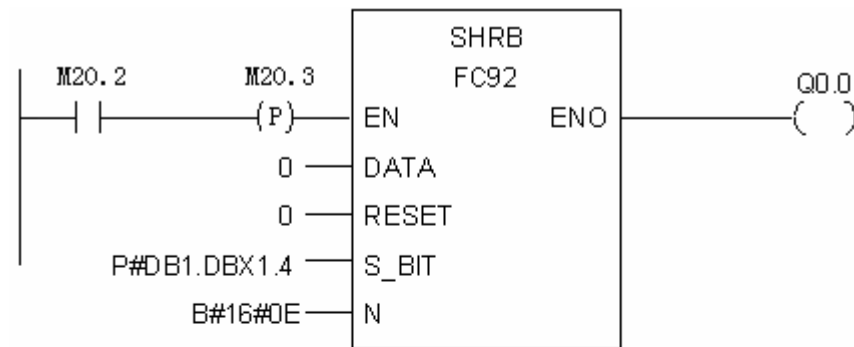 SHRB
FC92
M20.2 M20.3 Q0.0
(P) EN ENO ( )
0 DATA
0 RESET
P#DB1.DBX1.4 S_BIT
B#16#0E N